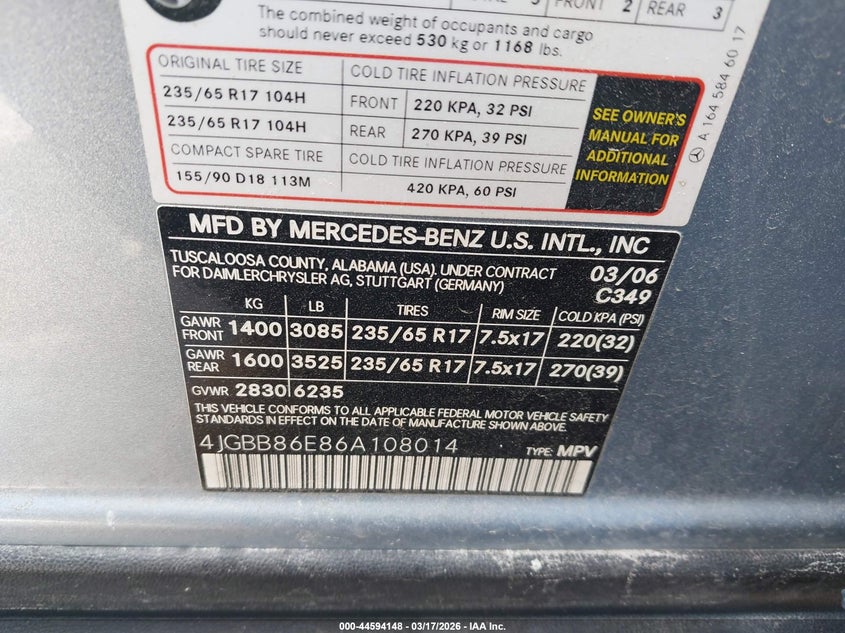 FRONT 2 REAR 3
The combined weight of occupants and cargo
should never exceed 530 kg or 1168 lbs.
ORIGINAL TIRE SIZE COLD TIRE INFLATION PRESSURE
235/65 R17 104H FRONT 220 KPA, 32 PSI
235/65 R17 104H REAR 270 KPA, 39 PSI
COMPACT SPARE TIRE COLD TIRE INFLATION PRESSURE
155/90 D18 113M 420 KPA, 60 PSI
SEE OWNER'S
MANUAL FOR
ADDITIONAL
INFORMATION
A 164 584 60 17
MFD BY MERCEDES-BENZ U.S. INTL., INC
TUSCALOOSA COUNTY, ALABAMA (USA). UNDER CONTRACT
FOR DAIMLERCHRYSLER AG, STUTTGART (GERMANY)
03/06
C349
KG LB TIRES RIM SIZE COLD KPA (PSI)
GAWR FRONT 1400 3085 235/65 R17 7.5x17 220(32)
GAWR REAR 1600 3525 235/65 R17 7.5x17 270(39)
GVWR 2830 6235
THIS VEHICLE CONFORMS TO ALL APPLICABLE FEDERAL MOTOR VEHICLE SAFETY
STANDARDS IN EFFECT ON THE DATE OF MANUFACTURE SHOWN ABOVE.
4JGBB86E86A108014 TYPE: MPV
000-44594148 - 03/17/2026 - IAA Inc.